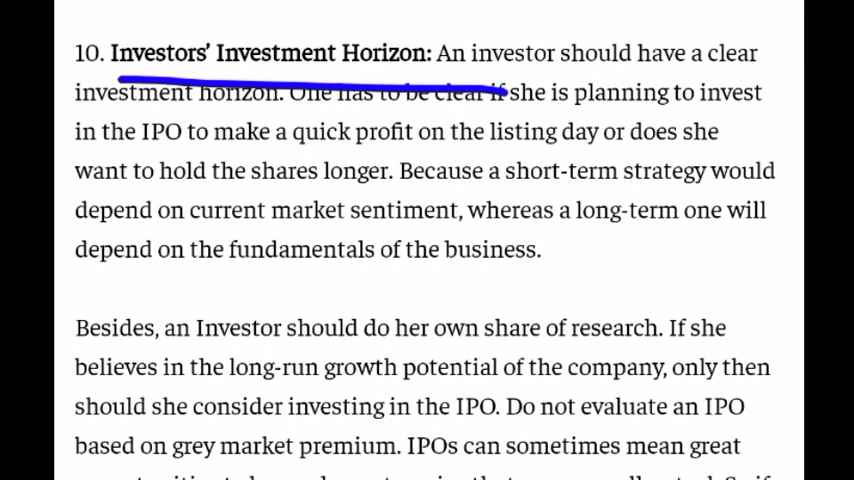 10. Investors’ Investment Horizon: An investor should have a clear
investment horizon. One has to be clear if she is planning to invest
in the IPO to make a quick profit on the listing day or does she
want to hold the shares longer. Because a short-term strategy would
depend on current market sentiment, whereas a long-term one will
depend on the fundamentals of the business.
Besides, an Investor should do her own share of research. If she
believes in the long-run growth potential of the company, only then
should she consider investing in the IPO. Do not evaluate an IPO
based on grey market premium. IPOs can sometimes mean great